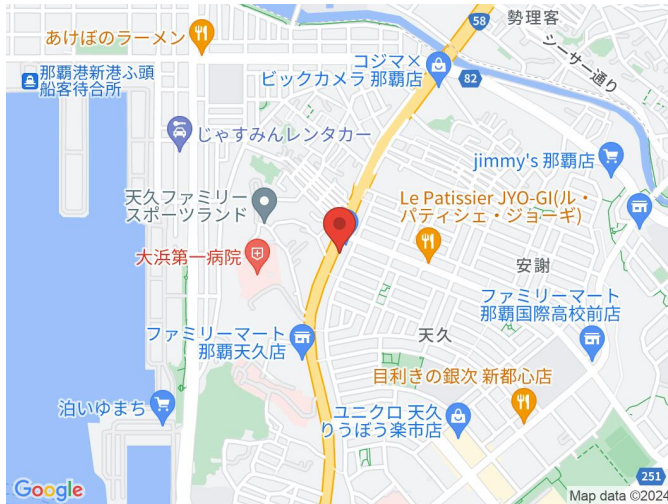 58
勢理客
シーサー通り
あけぼのラーメン
コジマ×
ビックカメラ 那覇店
82
那覇港新港ふ頭
船客待合所
じゃすみんレンタカー
jimmy's 那覇店
天久ファミリー
スポーツランド
Le Patissier JYO-GI(ル・
パティシェ・ジョーギ)
大浜第一病院
安謝
ファミリーマート
那覇国際高校前店
ファミリーマート
那覇天久店
天久
目利きの銀次 新都心店
泊いゆまち
ユニクロ 天久
りうぼう楽市店
251
Google
Map data ©2024